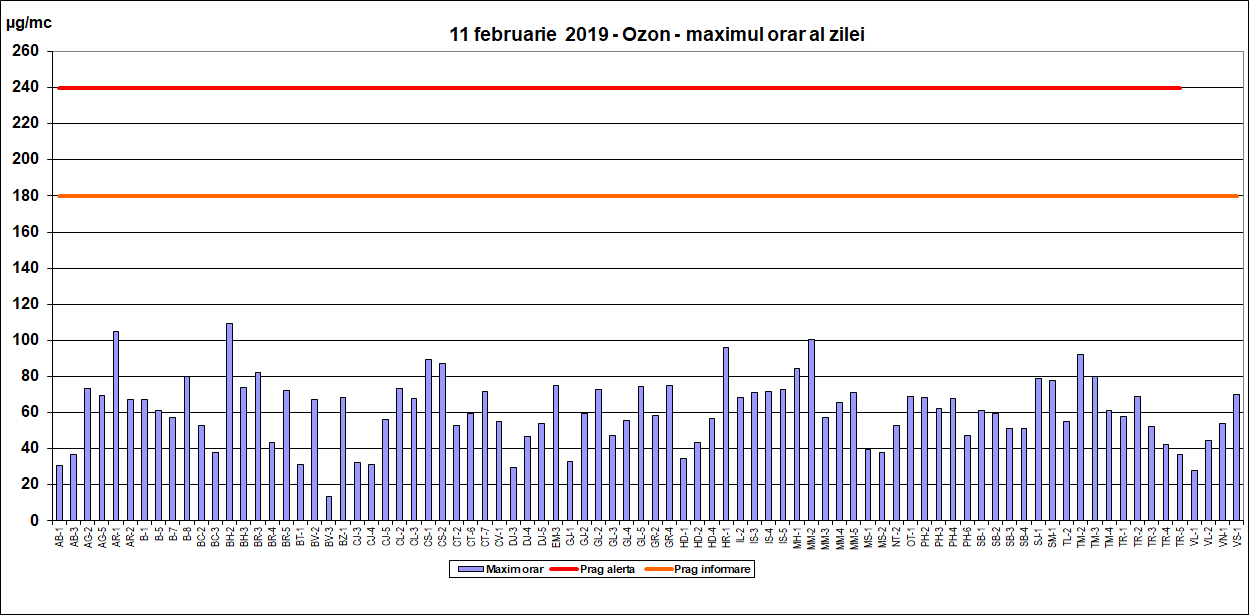 µg/mc
11 februarie 2019 - Ozon - maximul orar al zilei
260
240
220
200
180
160
140
120
100
80
60
40
20
0
AB-1
AB-3
AG-2
AG-5
AR-1
AR-2
B-1
B-5
B-7
B-8
BC-2
BC-3
BH-2
BH-3
BR-3
BR-4
BR-5
BT-1
BV-2
BV-3
BZ-1
CJ-3
CJ-4
CJ-5
CL-2
CL-3
CS-1
CS-2
CT-2
CT-6
CT-7
CV-1
DJ-3
DJ-4
DJ-5
EM-3
GJ-1
GJ-2
GL-2
GL-3
GL-4
GL-5
GR-2
GR-4
HD-1
HD-2
HD-4
HR-1
IL-2
IS-3
IS-4
IS-5
MH-1
MM-2
MM-3
MM-4
MM-5
MS-1
MS-2
NT-2
OT-1
PH-2
PH-3
PH-4
PH-6
SB-1
SB-2
SB-3
SB-4
SJ-1
SM-1
TL-2
TM-2
TM-3
TM-4
TR-1
TR-2
TR-3
TR-4
TR-5
VL-1
VL-2
VN-1
VS-1
Maxim orar
Prag alerta
Prag informare